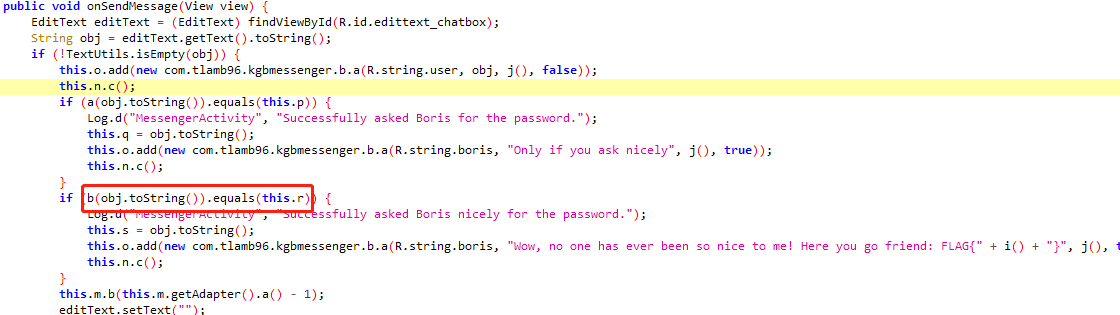 public void onSendMessage(View view) {
EditText editText = (EditText) findViewById(R.id.edittext_chatbox);
String obj = editText.getText().toString();
if (!TextUtils.isEmpty(obj)) {
this.o.add(new com.tlamb96.kgbmessenger.b.a(R.string.user, obj, j(), false));
this.n.c();
if (a(obj.toString()).equals(this.p)) {
Log.d("MessengerActivity", "Successfully asked Boris for the password.");
this.q = obj.toString();
this.o.add(new com.tlamb96.kgbmessenger.b.a(R.string.boris, "Only if you ask nicely", j(), true));
this.n.c();
}
if (b(obj.toString()).equals(this.r)) {
Log.d("MessengerActivity", "Successfully asked Boris nicely for the password.");
this.s = obj.toString();
this.o.add(new com.tlamb96.kgbmessenger.b.a(R.string.boris, "Wow, no one has ever been so nice to me! Here you go friend: FLAG{" + i() + "}", j(), t
this.n.c();
}
this.m.b(this.m.getAdapter().a() - 1);
editText.setText("");